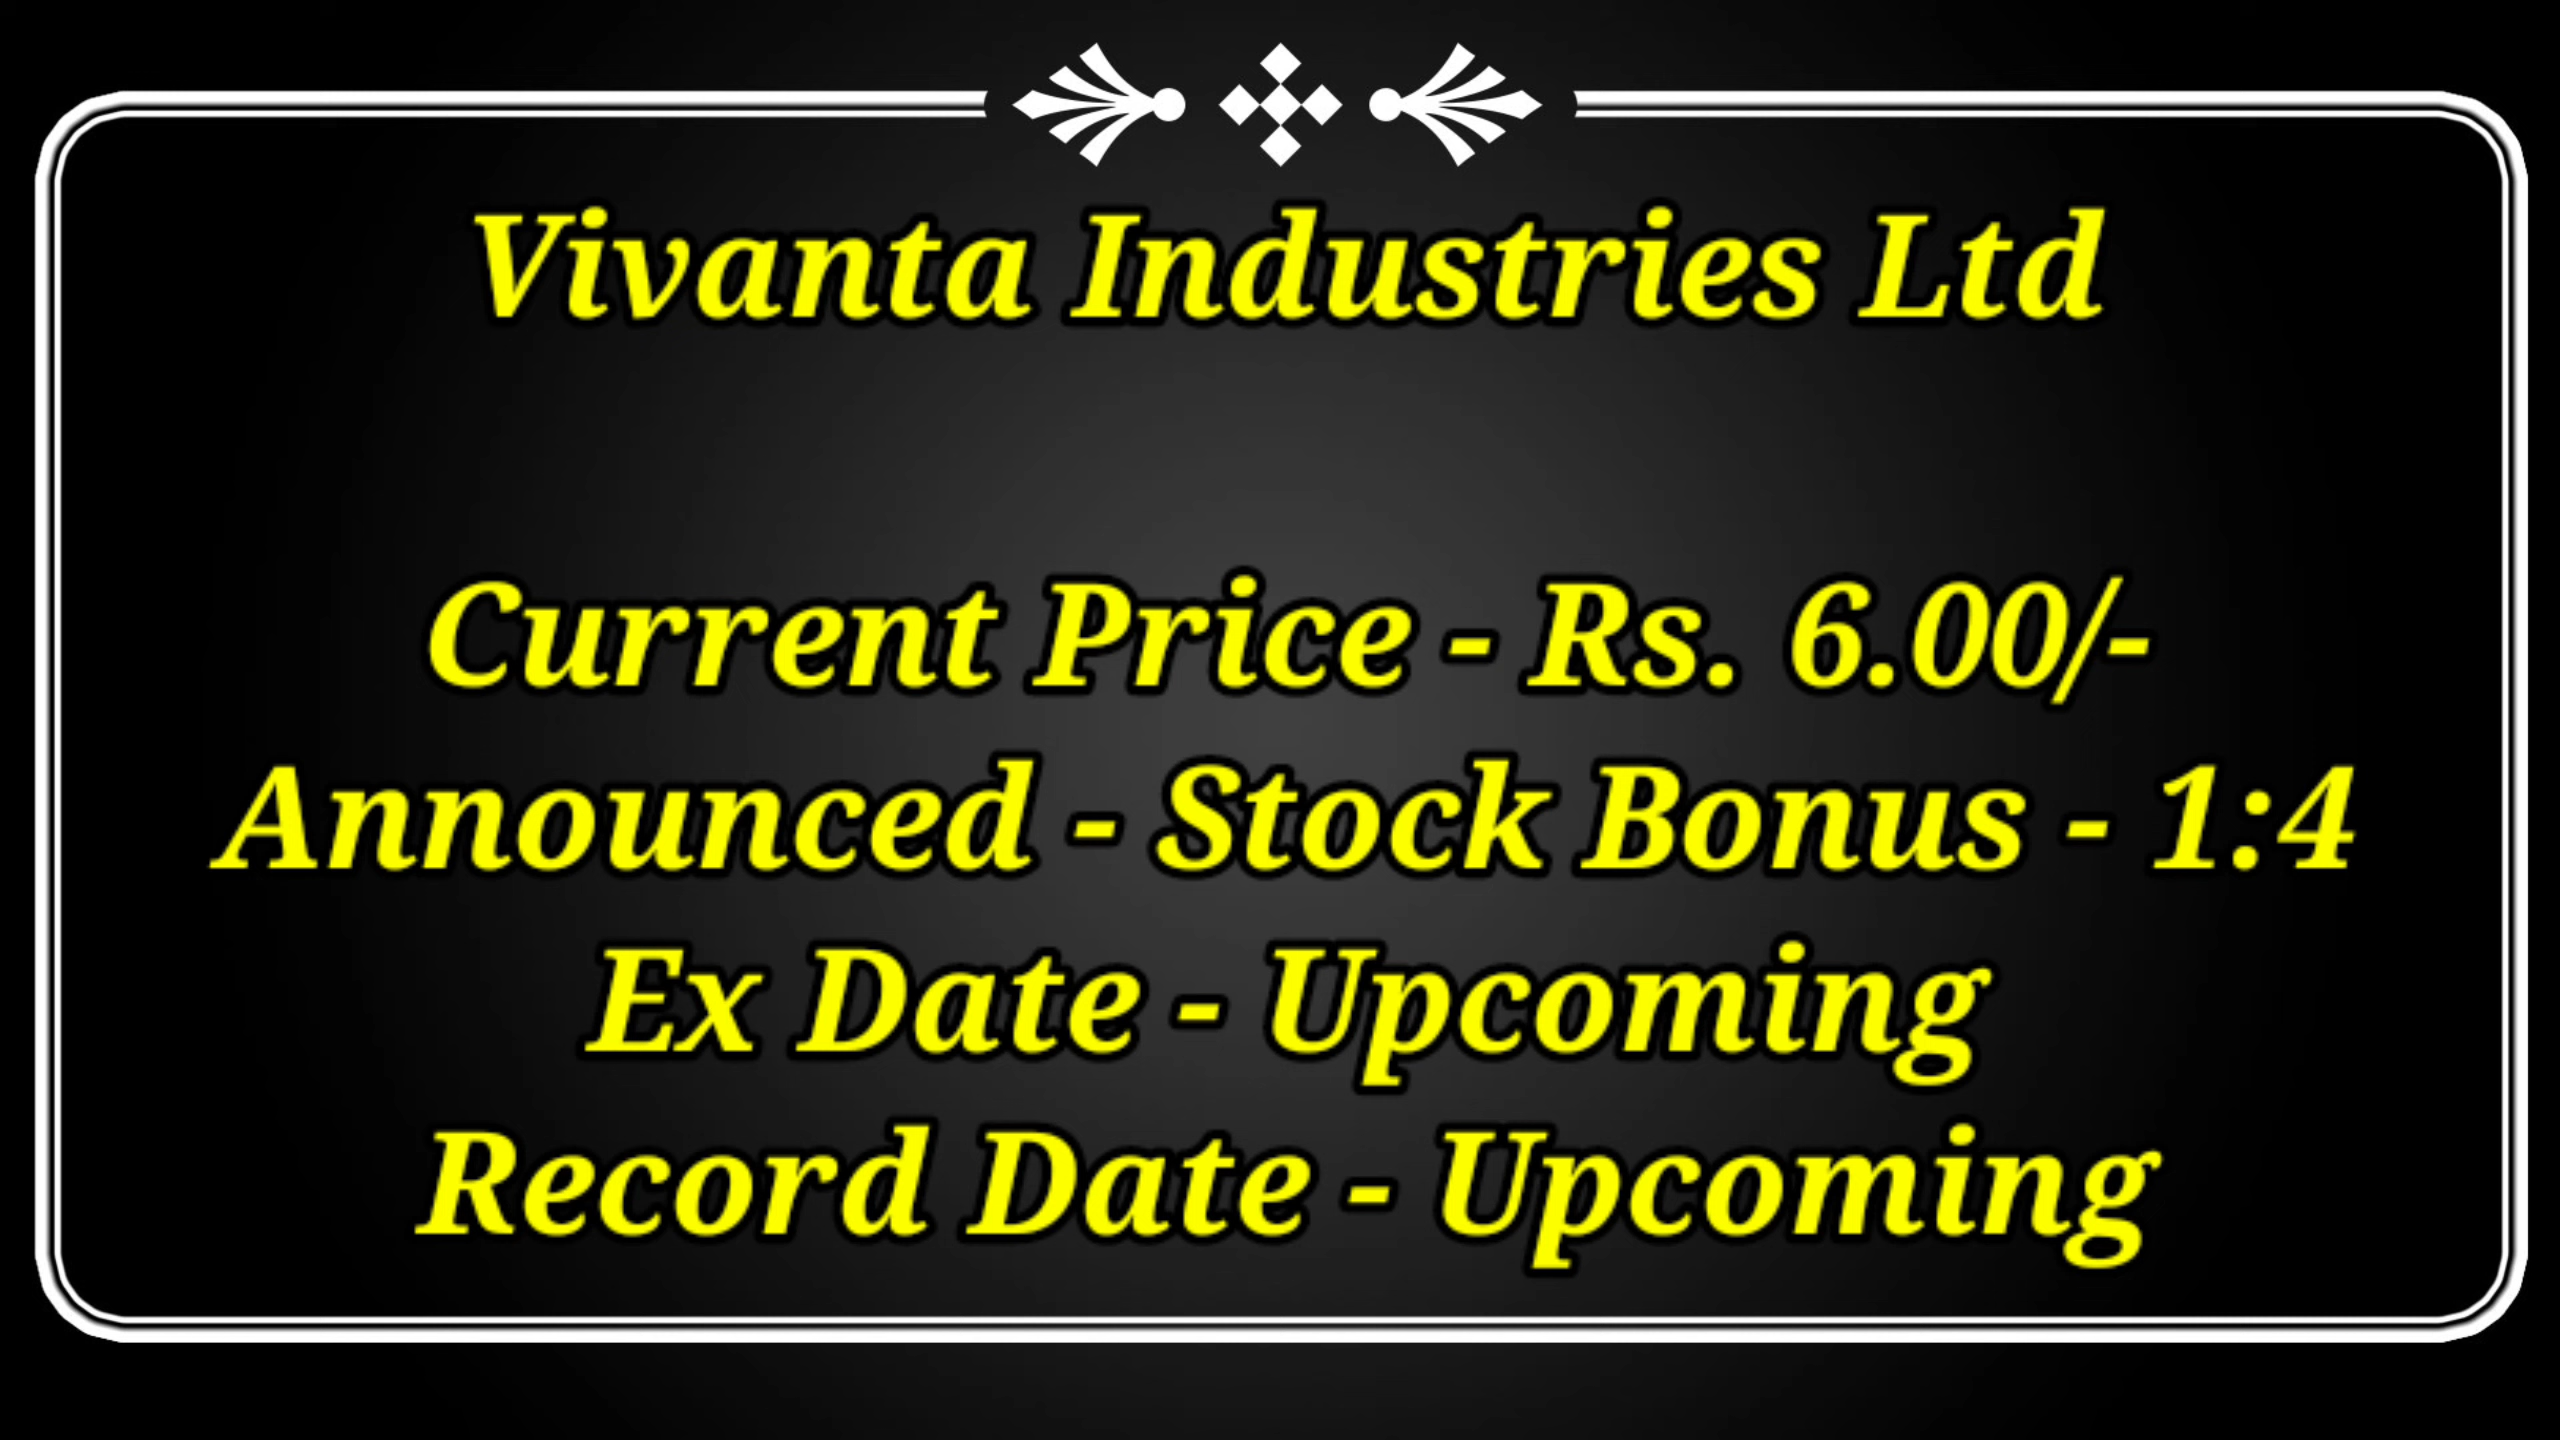 Vivanta Industries Ltd
Current Price - Rs. 6.00/-
Announced - Stock Bonus - 1:4
Ex Date - Upcoming
Record Date - Upcoming